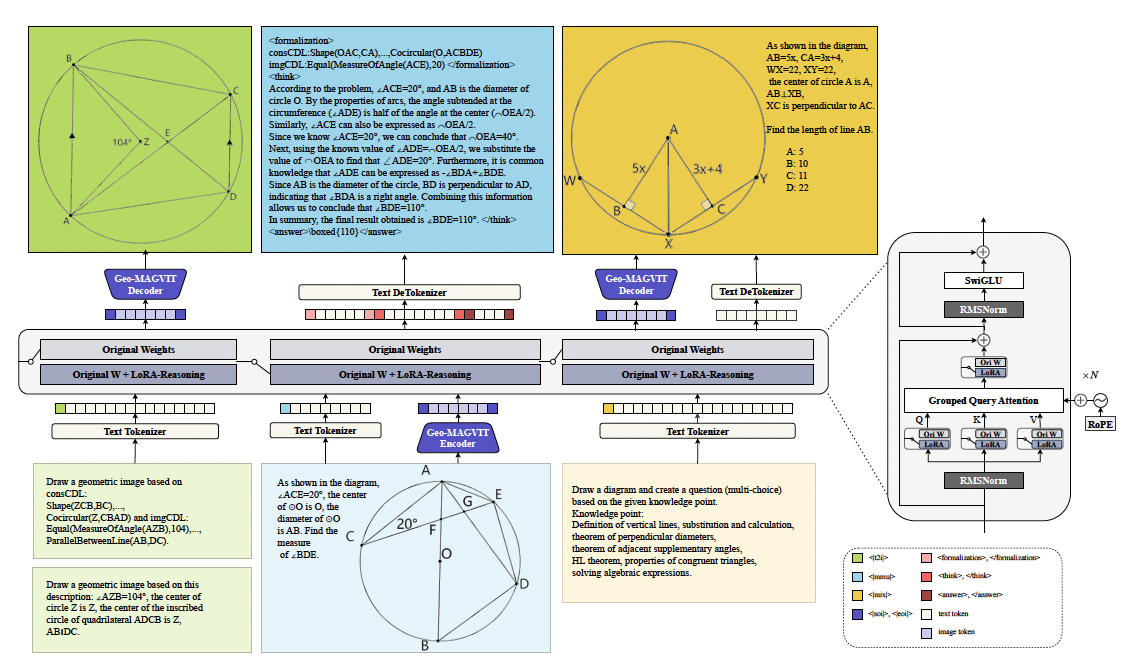 B
C
104°
Z
E
D
A
<formalization>
consCDL:Shape(OAC,CA),...,Cocircular(O,ACBDE)
imgCDL:Equal(MeasureOfAngle(ACE),20) </formalization>
<think>
According to the problem, ∠ACE=20°, and AB is the diameter of
circle O. By the properties of arcs, the angle subtended at the
circumference (∠ADE) is half of the angle at the center (⌒OEA/2).
Similarly, ∠ACE can also be expressed as ⌒OEA/2.
Since we know ∠ACE=20°, we can conclude that ⌒OEA=40°.
Next, using the known value of ∠ADE=⌒OEA/2, we substitute the
value of ⌒OEA to find that ∠ADE=20°. Furthermore, it is common
knowledge that ∠ADE can be expressed as -∠BDA+∠BDE.
Since AB is the diameter of the circle, BD is perpendicular to AD,
indicating that ∠BDA is a right angle. Combining this information
allows us to conclude that ∠BDE=110°.
In summary, the final result obtained is ∠BDE=110°. </think>
<answer>\boxed{110}</answer>
A
5x
3x+4
W
Y
B
C
X
As shown in the diagram,
AB=5x, CA=3x+4,
WX=22, XY=22,
the center of circle A is A,
AB⊥XB,
XC is perpendicular to AC.
Find the length of line AB.
A: 5
B: 10
C: 11
D: 22
Geo-MAGVIT
Decoder
Text DeTokenizer
Geo-MAGVIT
Decoder
Text DeTokenizer
Original Weights
Original W + LoRA-Reasoning
Original Weights
Original W + LoRA-Reasoning
Original Weights
Original W + LoRA-Reasoning
Text Tokenizer
Text Tokenizer
Geo-MAGVIT
Encoder
Text Tokenizer
Draw a geometric image based on
consCDL:
Shape(ZCB,BC),...,
Cocircular(Z,CBAD) and imgCDL:
Equal(MeasureOfAngle(AZB),104),...,
ParallelBetweenLine(AB,DC).
Draw a geometric image based on this
description: ∠AZB=104°, the center of
circle Z is Z, the center of the inscribed
circle of quadrilateral ADCB is Z,
AB∥DC.
As shown in the diagram,
∠ACE=20°, the center
of ⊙O is O, the
diameter of ⊙O
is AB. Find the
measure
of ∠BDE.
A
G
E
20°
F
C
O
D
B
Draw a diagram and create a question (multi-choice)
based on the given knowledge point.
Knowledge point:
Definition of vertical lines, substitution and calculation,
theorem of perpendicular diameters,
theorem of adjacent supplementary angles,
HL theorem, properties of congruent triangles,
solving algebraic expressions.
SwiGLU
RMSNorm
Ori W
LoRA
×N
Grouped Query Attention
RoPE
Q
K
V
Ori W
LoRA
Ori W
LoRA
Ori W
LoRA
RMSNorm
<|t2i|>
<formalization>, </formalization>
<|mmu|>
<think>, </think>
<|mix|>
<answer>, </answer>
<|soi|>, <|eoi|>
text token
image token